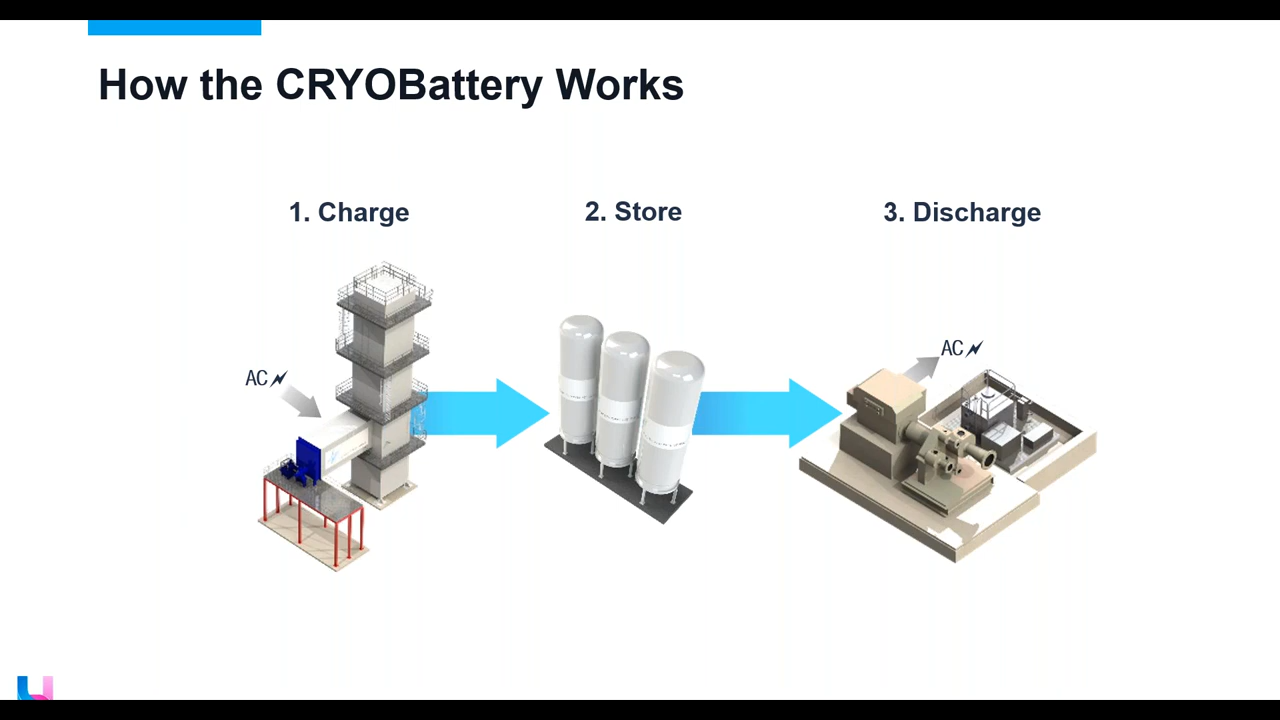 How the CRYOBattery Works
1. Charge
2. Store
3. Discharge
AC
AC